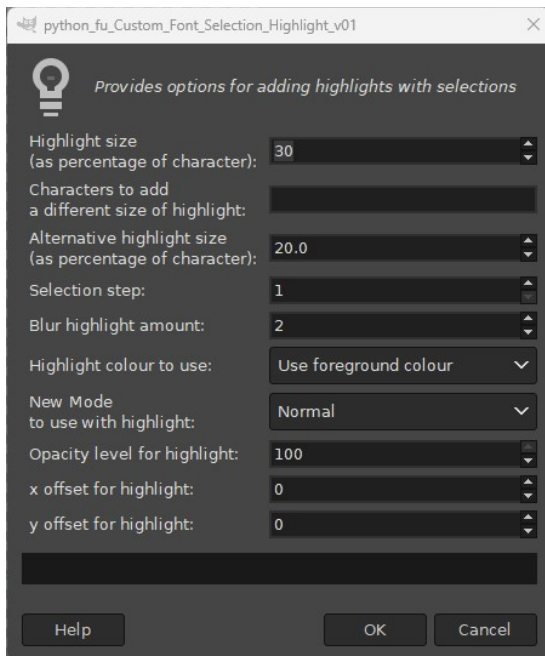 python_fu_Custom_Font_Selection_Highlight_v01
Provides options for adding highlights with selections
Highlight size
(as percentage of character):
30
Characters to add
a different size of highlight:
Alternative highlight size
(as percentage of character):
20.0
Selection step:
1
Blur highlight amount:
2
Highlight colour to use:
Use foreground colour
New Mode
to use with highlight:
Normal
Opacity level for highlight:
100
x offset for highlight:
0
y offset for highlight:
0
Help
OK
Cancel